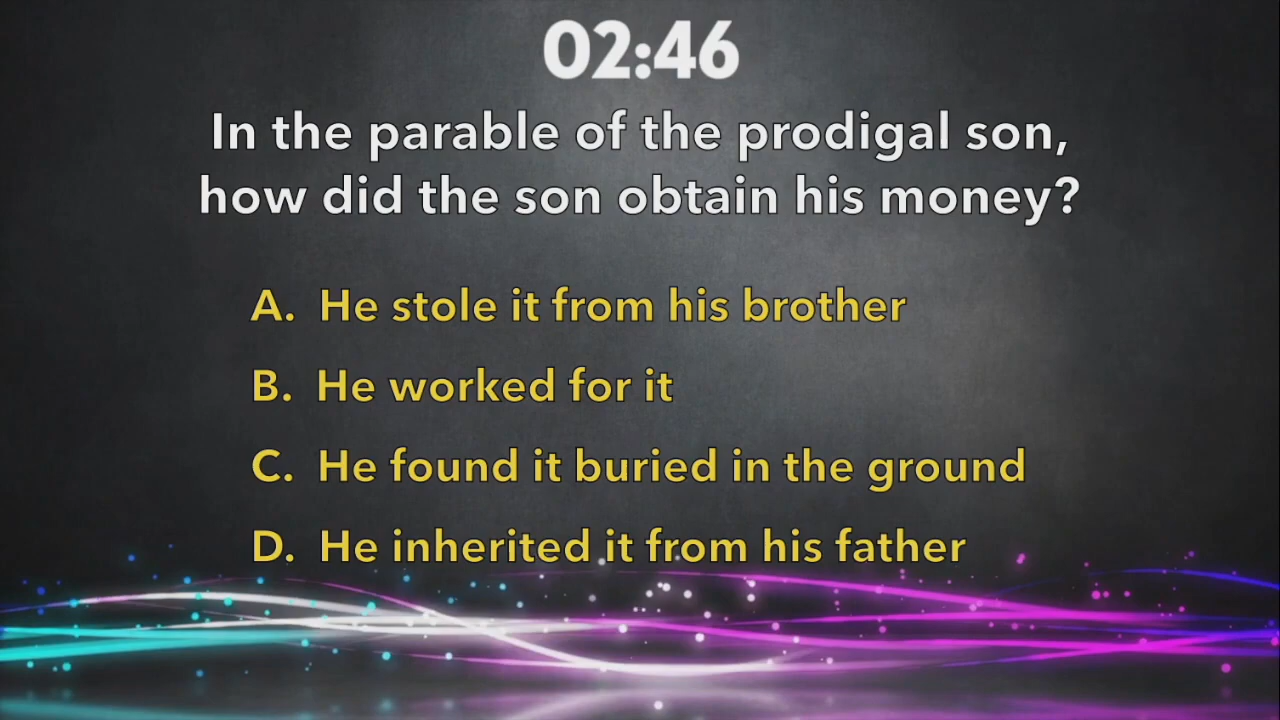 02:46
In the parable of the prodigal son,
how did the son obtain his money?
A. He stole it from his brother
B. He worked for it
C. He found it buried in the ground
D. He inherited it from his father